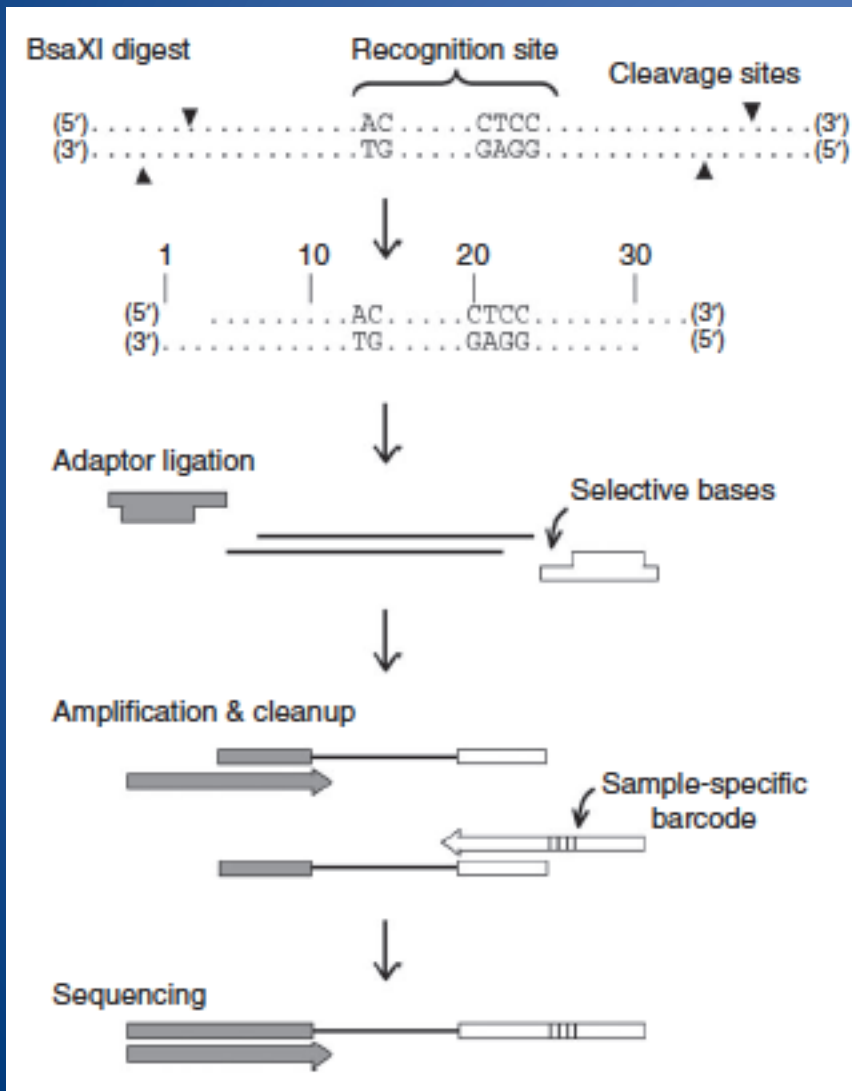 BsaXI digest
Recognition site
Cleavage sites
(5′). . . . . . . . . . . . . . . . .AC. . . . .CTCC. . . . . . . . . . . . . . . . .(3′)
(3′). . . . . . . . . . . . . . . . .TG. . . . .GAGG. . . . . . . . . . . . . . . . .(5′)
1 10 20 30
(5′) . . . . . . . . .AC. . . . .CTCC. . . . . . . . . .(3′)
(3′). . . . . . . . . . . .TG. . . . .GAGG. . . . . . . (5′)
Adaptor ligation
Selective bases
Amplification & cleanup
Sample-specific
barcode
Sequencing